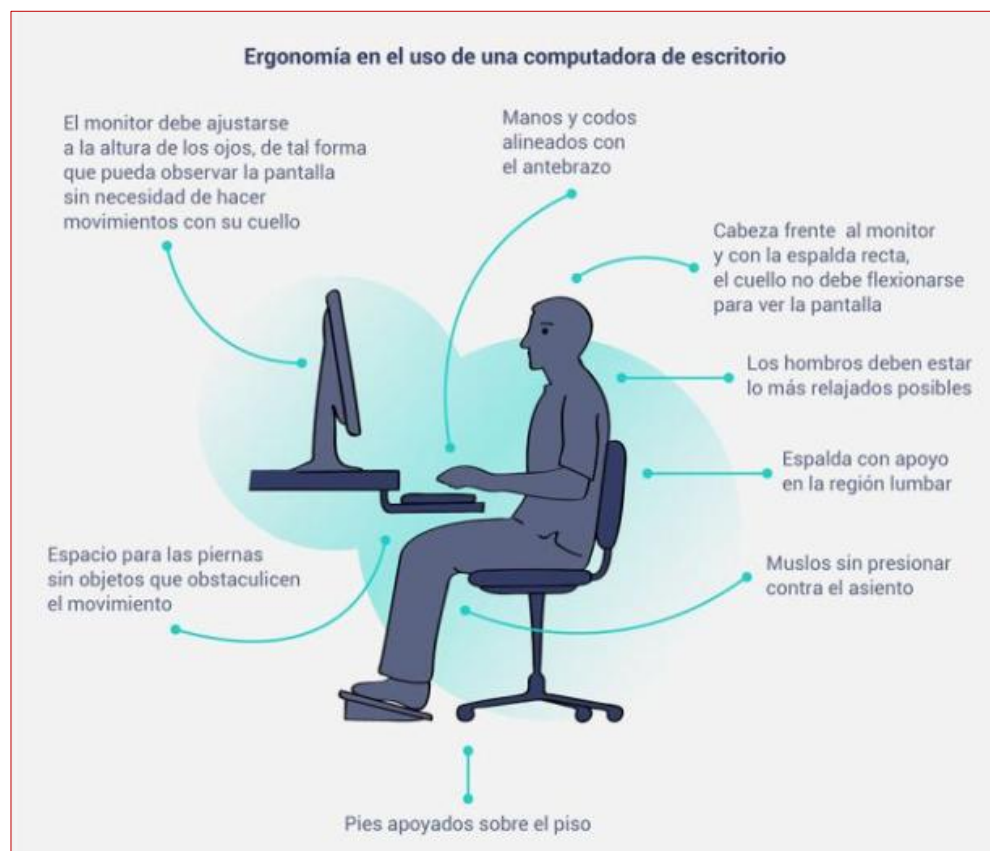 Ergonomía en el uso de una computadora de escritorio
El monitor debe ajustarse
a la altura de los ojos, de tal forma
que pueda observar la pantalla
sin necesidad de hacer
movimientos con su cuello
Manos y codos
alineados con
el antebrazo
Cabeza frente al monitor
y con la espalda recta,
el cuello no debe flexionarse
para ver la pantalla
Los hombros deben estar
lo más relajados posibles
Espalda con apoyo
en la región lumbar
Espacio para las piernas
sin objetos que obstaculicen
el movimiento
Muslos sin presionar
contra el asiento
Pies apoyados sobre el piso